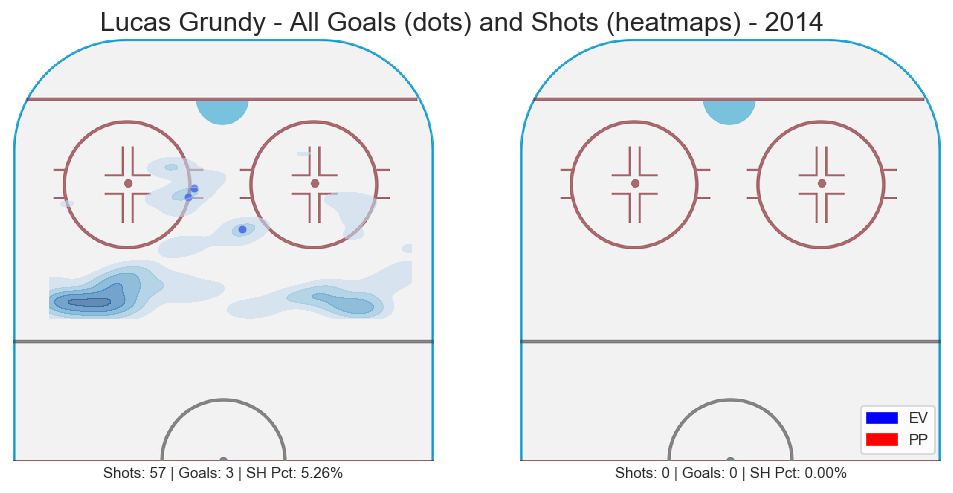 Lucas Grundy - All Goals (dots) and Shots (heatmaps) - 2014
EV
PP
Shots: 57 | Goals: 3 | SH Pct: 5.26%
Shots: 0 | Goals: 0 | SH Pct: 0.00%